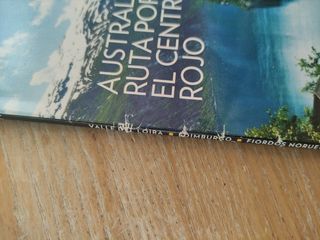 AUSTRAL
RUTA POR
EL CENTR
ROJO
VALLE DEL LOIRA ■ EDIMBURGO ■ FIORDOS NORUE